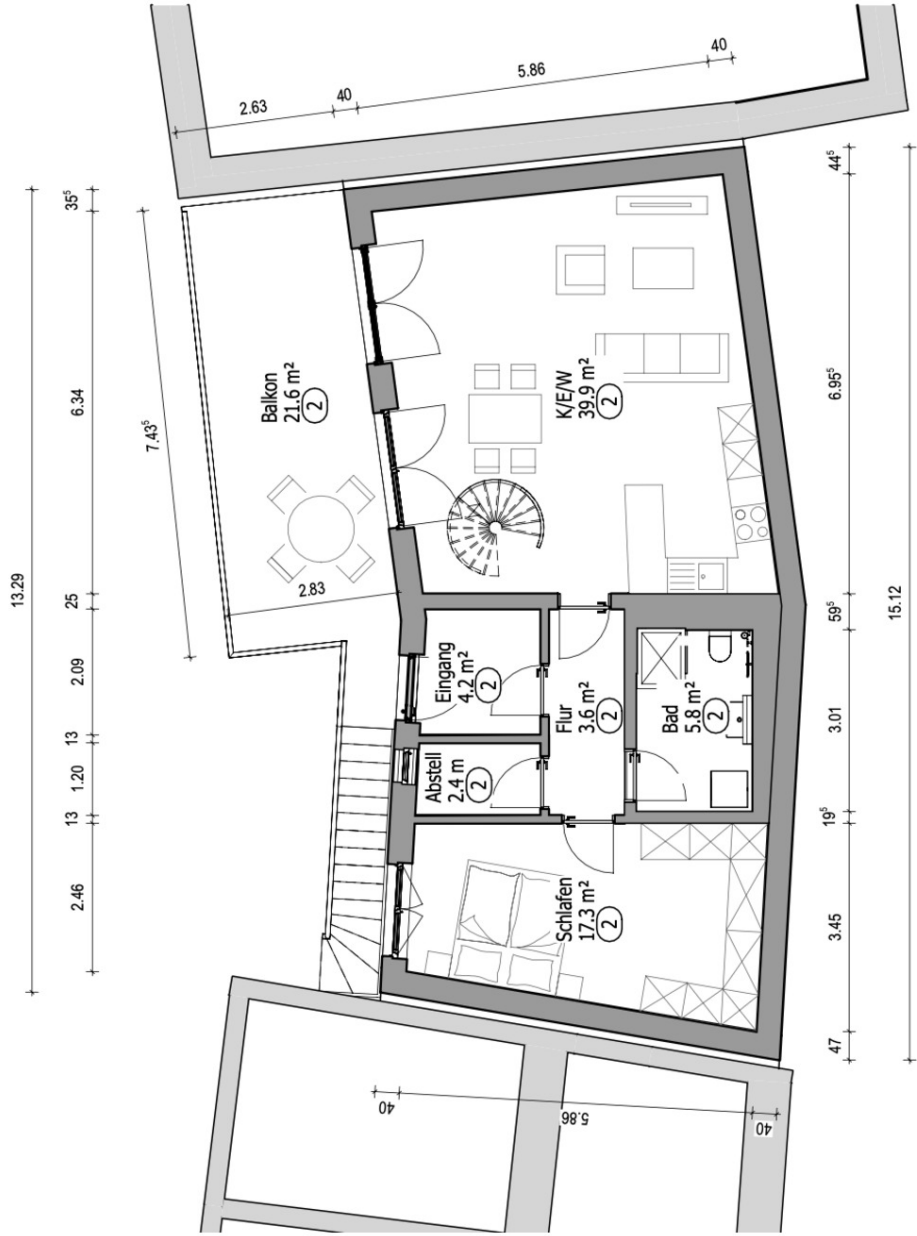 2.63
40
5.86
40
13.29
35⁵
6.34
25
2.09
13
1.20
13
2.46
7.43⁵
2.83
Balkon
21.6 m²
2
K/E/W
39.9 m²
2
Eingang
4.2 m²
2
Abstell
2.4 m
2
Flur
3.6 m²
2
Bad
5.8 m²
2
Schlafen
17.3 m²
2
44⁵
6.95⁵
59⁵
3.01
19⁵
3.45
47
15.12
40
5.86
40